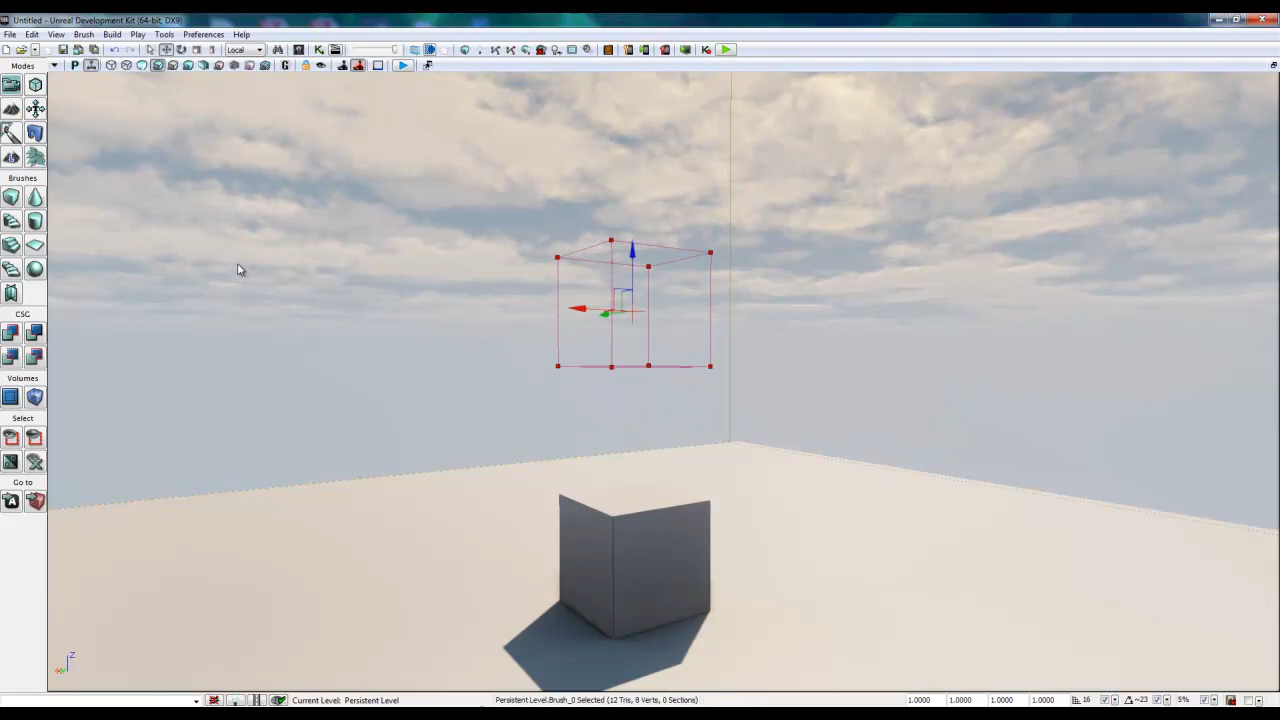 Untitled - Unreal Development Kit (64-bit, DX9)
File Edit View Brush Build Play Tools Preferences Help
Local
Modes
P
G
Brushes
CSG
Volumes
Select
Go to
A
Z
Current Level: Persistent Level
Persistent Level.Brush_0 Selected (12 Tris, 8 Verts, 0 Sections)
1.0000 1.0000 1.0000 1.0000 16 ~23 5%